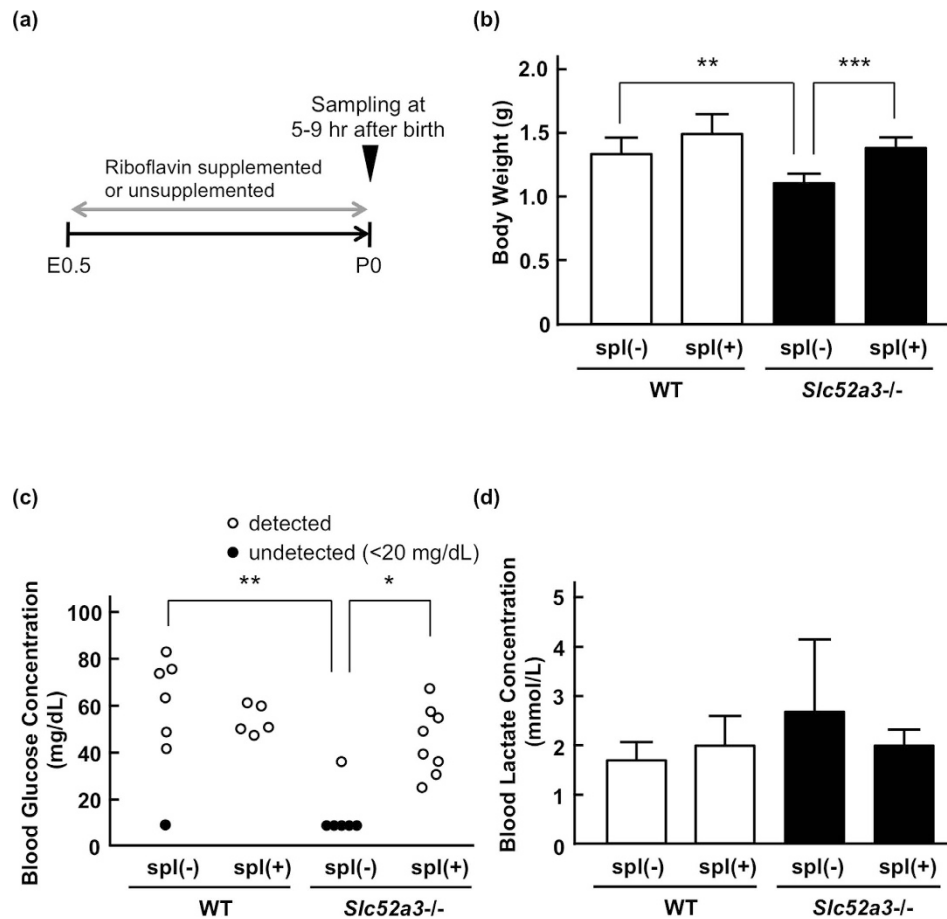 (a)
Sampling at
5-9 hr after birth
Riboflavin supplemented
or unsupplemented
E0.5
P0
(b)
Body Weight (g)
2.0
1.5
1.0
0.5
0
**
***
spl(-)
spl(+)
spl(-)
spl(+)
WT
Slc52a3-/-
(c)
detected
undetected (<20 mg/dL)
Blood Glucose Concentration
(mg/dL)
100
80
60
40
20
0
**
*
spl(-)
spl(+)
spl(-)
spl(+)
WT
Slc52a3-/-
(d)
Blood Lactate Concentration
(mmol/L)
5
4
3
2
1
0
spl(-)
spl(+)
spl(-)
spl(+)
WT
Slc52a3-/-